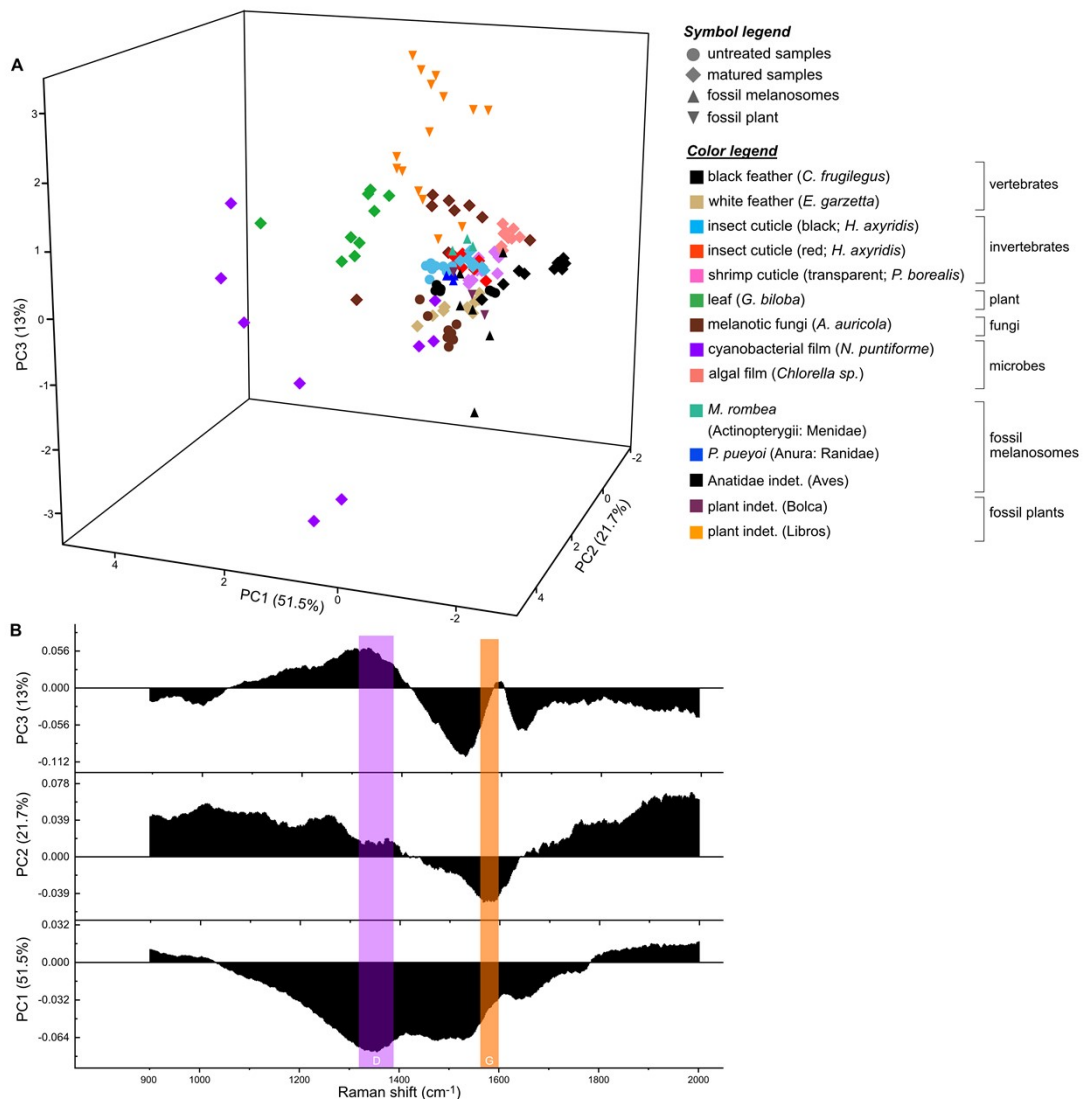 A
PC3 (13%)
3
2
1
0
-1
-2
-3
4
2
0
-2
PC1 (51.5%)
4
2
0
-2
PC2 (21.7%)
Symbol legend
untreated samples
matured samples
fossil melanosomes
fossil plant
Color legend
black feather (C. frugilegus)
white feather (E. garzetta)
vertebrates
insect cuticle (black; H. axyridis)
insect cuticle (red; H. axyridis)
shrimp cuticle (transparent; P. borealis)
invertebrates
leaf (G. biloba)
plant
melanotic fungi (A. auricola)
fungi
cyanobacterial film (N. puntiforme)
algal film (Chlorella sp.)
microbes
M. rombea
(Actinopterygii: Menidae)
P. pueyoi (Anura: Ranidae)
Anatidae indet. (Aves)
fossil
melanosomes
plant indet. (Bolca)
plant indet. (Libros)
fossil plants
B
PC3 (13%)
0.056
0.000
-0.056
-0.112
PC2 (21.7%)
0.078
0.039
0.000
-0.039
PC1 (51.5%)
0.032
0.000
-0.032
-0.064
D
G
900
1000
1200
1400
1600
1800
2000
Raman shift (cm⁻¹)